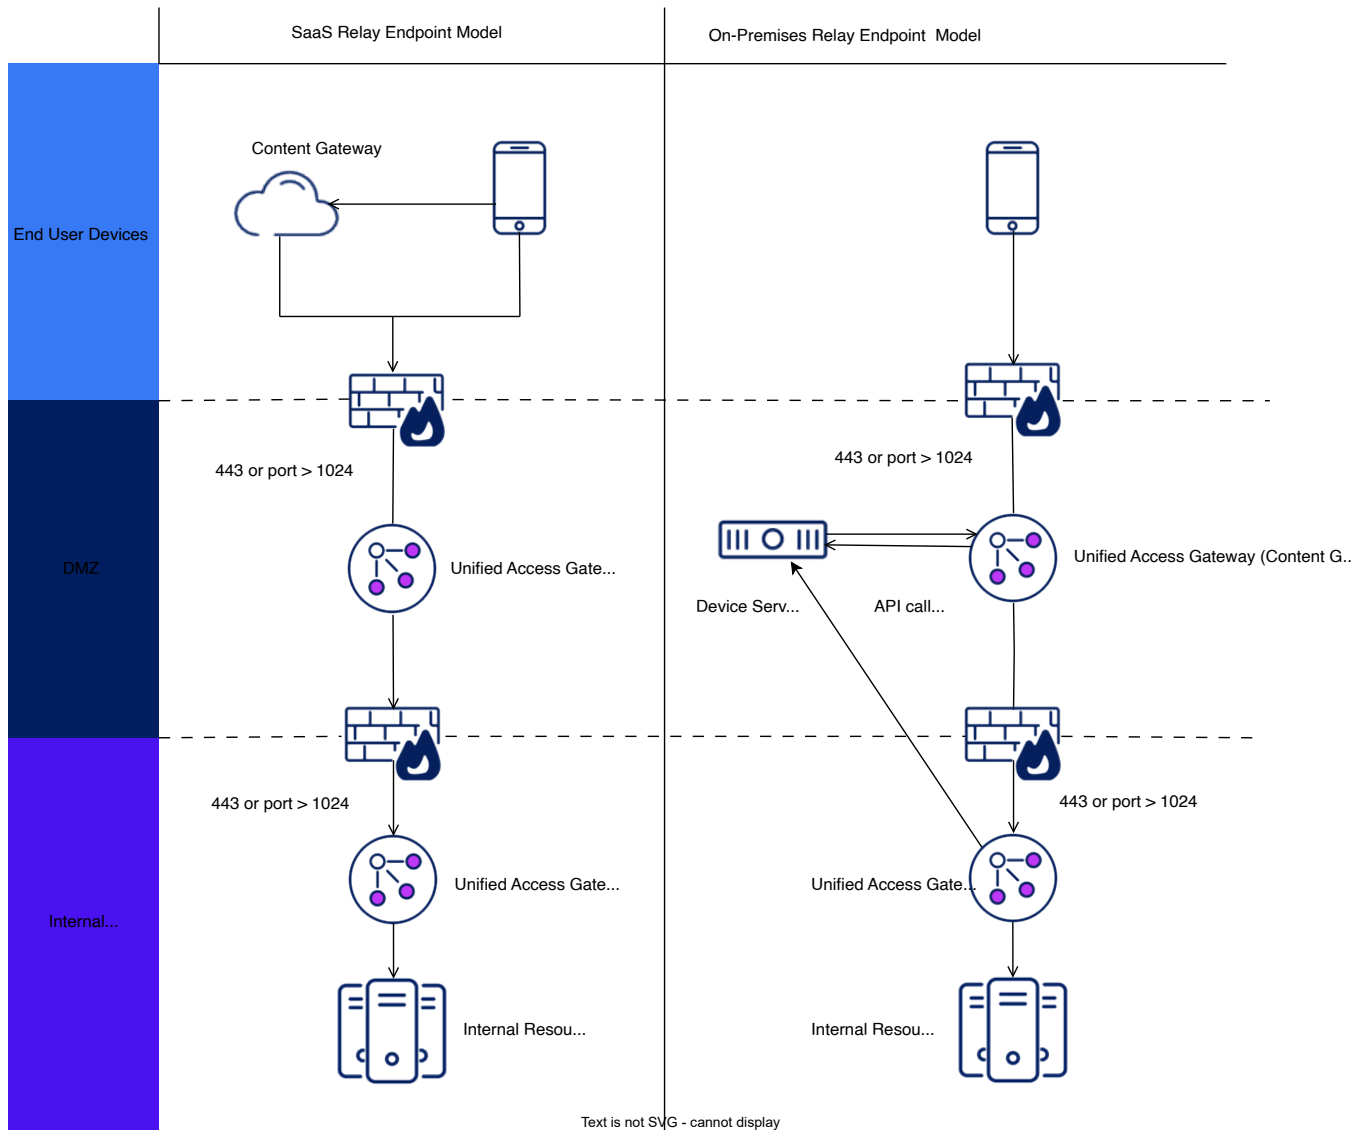 SaaS Relay Endpoint Model
On-Premises Relay Endpoint Model
Content Gateway
End User Devices
443 or port > 1024
443 or port > 1024
DMZ
Unified Access Gate...
Unified Access Gateway (Content G...
Device Serv...
API call...
443 or port > 1024
443 or port > 1024
Unified Access Gate...
Unified Access Gate...
Internal...
Internal Resou...
Internal Resou...
Text is not SVG - cannot display